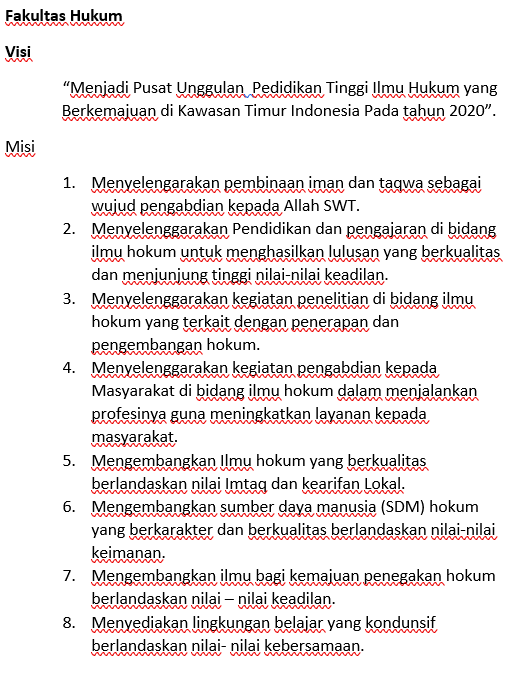 Fakultas Hukum
Visi
“Menjadi Pusat Unggulan  Pedidikan Tinggi Ilmu Hukum yang
Berkemajuan di Kawasan Timur Indonesia Pada tahun 2020”.
Misi
1. Menyelengarakan pembinaan iman dan taqwa sebagai
wujud pengabdian kepada Allah SWT.
2. Menyelenggarakan Pendidikan dan pengajaran di bidang
ilmu hokum untuk menghasilkan lulusan yang berkualitas
dan menjunjung tinggi nilai-nilai keadilan.
3. Menyelenggarakan kegiatan penelitian di bidang ilmu
hokum yang terkait dengan penerapan dan
pengembangan hokum.
4. Menyelenggarakan kegiatan pengabdian kepada
Masyarakat di bidang ilmu hokum dalam menjalankan
profesinya guna meningkatkan layanan kepada
masyarakat.
5. Mengembangkan Ilmu hokum yang berkualitas
berlandaskan nilai Imtaq dan kearifan Lokal.
6. Mengembangkan sumber daya manusia (SDM) hokum
yang berkarakter dan berkualitas berlandaskan nilai-nilai
keimanan.
7. Mengembangkan ilmu bagi kemajuan penegakan hokum
berlandaskan nilai – nilai keadilan.
8. Menyediakan lingkungan belajar yang kondunsif
berlandaskan nilai- nilai kebersamaan.